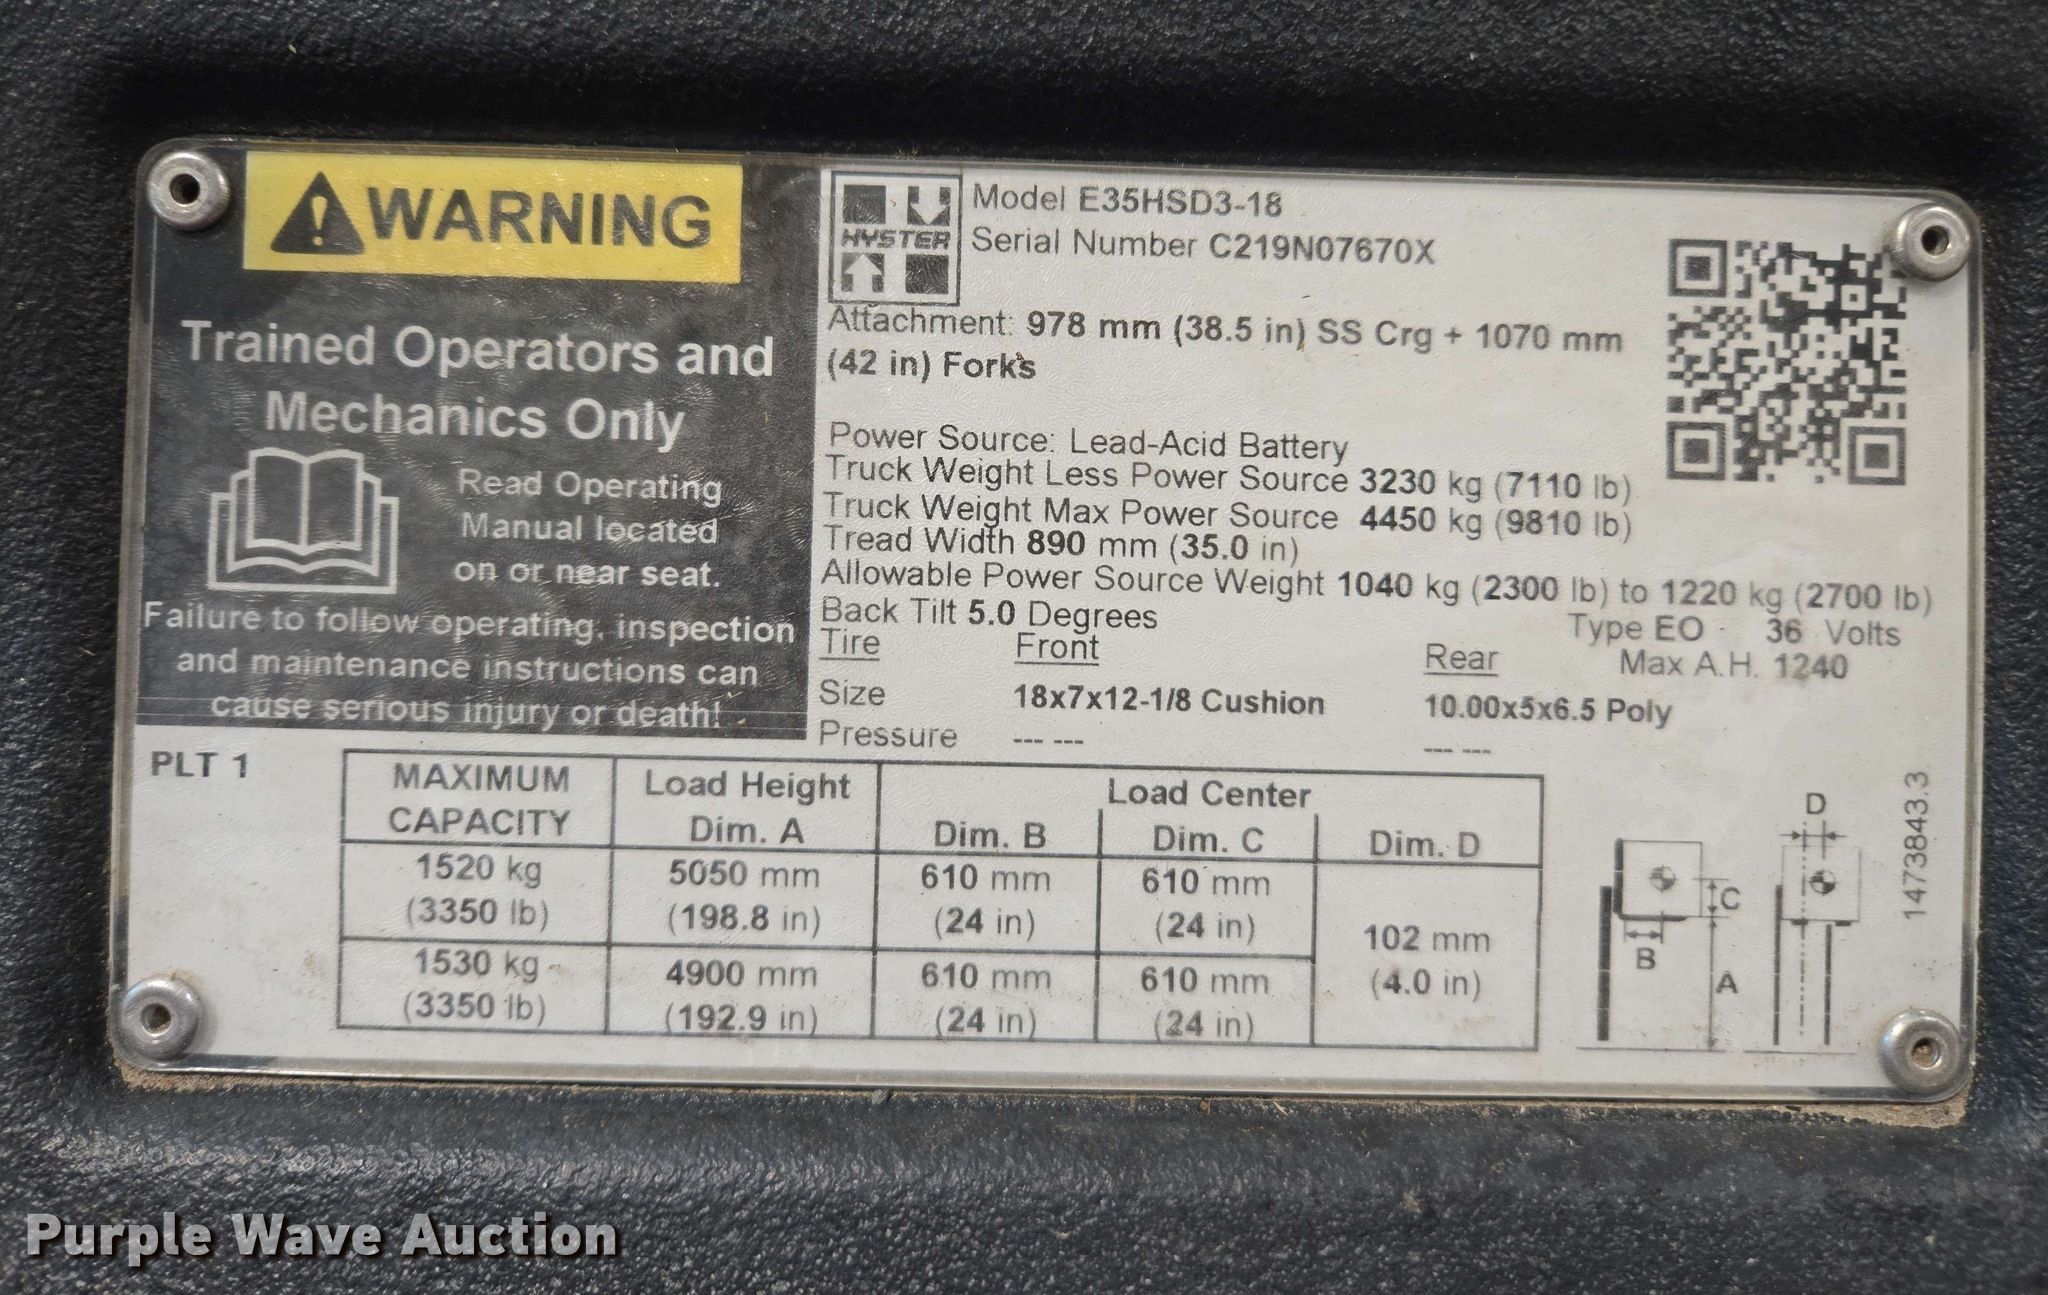 WARNING
Trained Operators and
Mechanics Only
Read Operating
Manual located
on or near seat.
Failure to follow operating, inspection
and maintenance instructions can
cause serious injury or death!
HYSTER
Model E35HSD3-18
Serial Number C219N07670X
Attachment: 978 mm (38.5 in) SS Crg + 1070 mm
(42 in) Forks
Power Source: Lead-Acid Battery
Truck Weight Less Power Source 3230 kg (7110 lb)
Truck Weight Max Power Source 4450 kg (9810 lb)
Tread Width 890 mm (35.0 in)
Allowable Power Source Weight 1040 kg (2300 lb) to 1220 kg (2700 lb)
Back Tilt 5.0 Degrees Type EO 36 Volts
Tire Front Rear Max A.H. 1240
Size 18x7x12-1/8 Cushion 10.00x5x6.5 Poly
Pressure --- --- --- ---
PLT 1
MAXIMUM CAPACITY Load Height Dim. A Load Center
Dim. B Dim. C Dim. D
1520 kg 5050 mm 610 mm 610 mm
(3350 lb) (198.8 in) (24 in) (24 in)
102 mm
(4.0 in)
1530 kg 4900 mm 610 mm 610 mm
(3350 lb) (192.9 in) (24 in) (24 in)
D
C
B
A
1473843.3
Purple Wave Auction